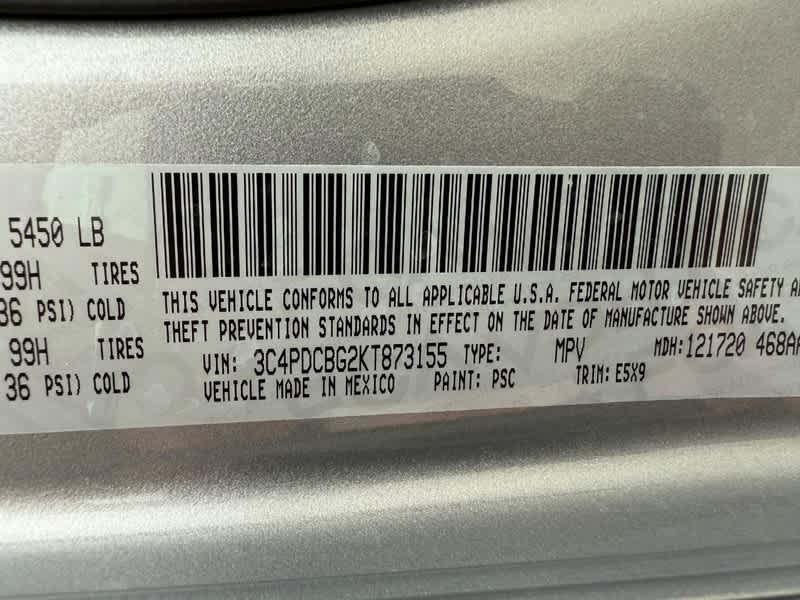 5450 LB
99H TIRES
36 PSI) COLD
99H TIRES
36 PSI) COLD
THIS VEHICLE CONFORMS TO ALL APPLICABLE U.S.A. FEDERAL MOTOR VEHICLE SAFETY
THEFT PREVENTION STANDARDS IN EFFECT ON THE DATE OF MANUFACTURE SHOWN ABOVE.
VIN: 3C4PDCBG2KT873155 TYPE: MPV MDH:121720 468AA
VEHICLE MADE IN MEXICO PAINT: PSC TRIM: E5X9